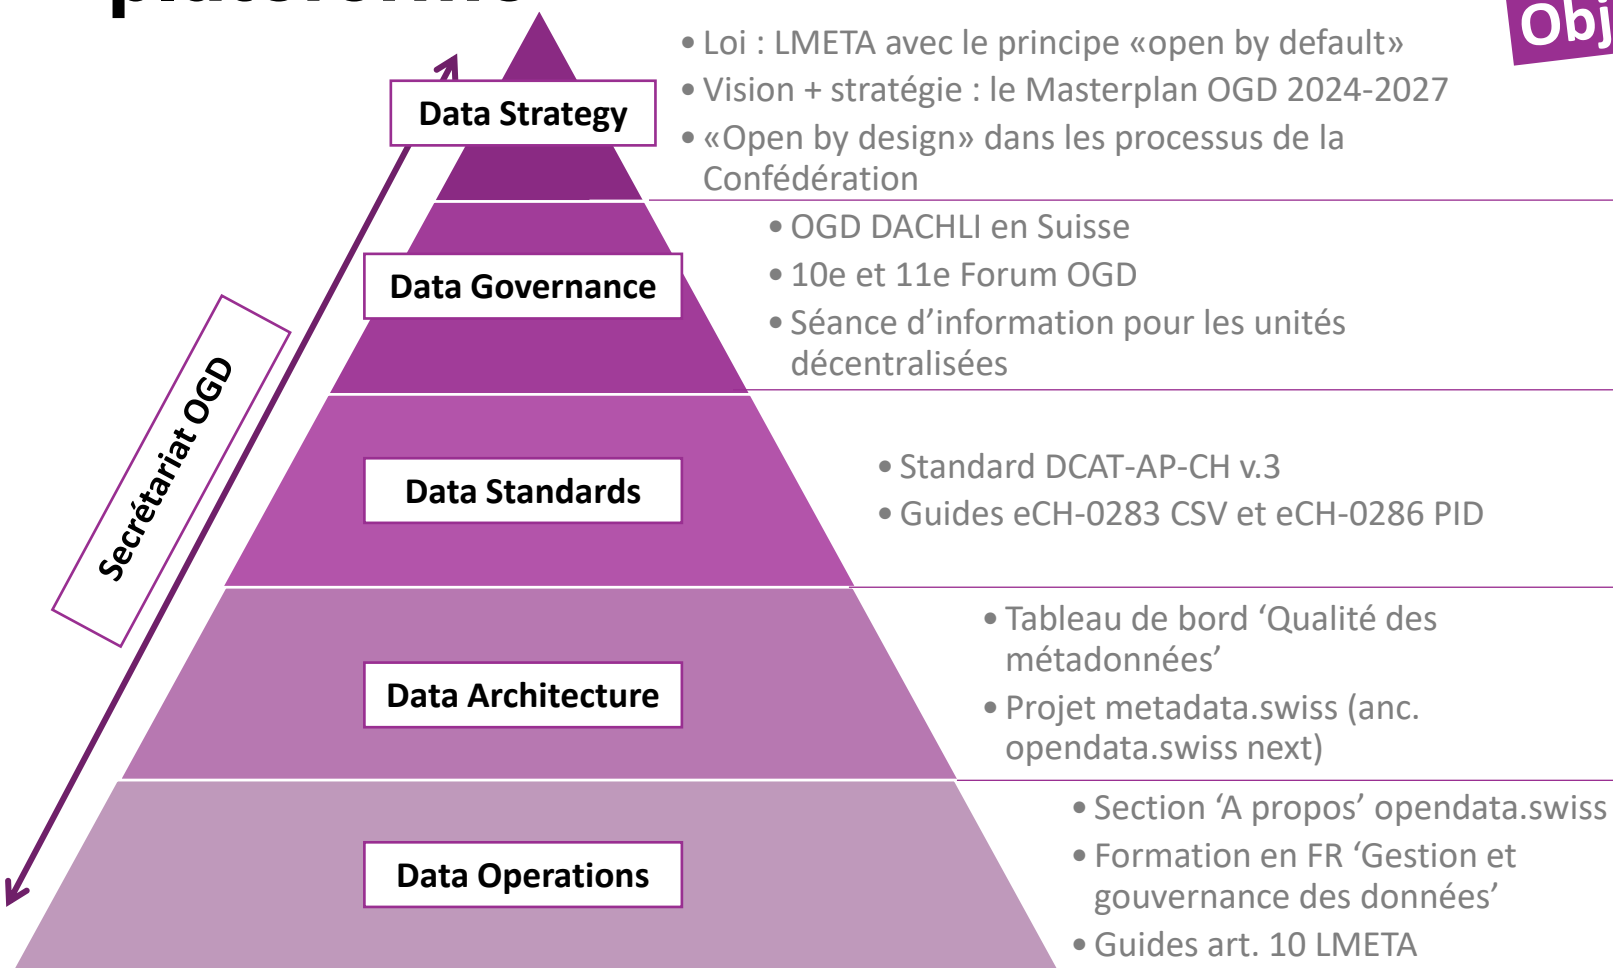 Obj
• Loi : LMETA avec le principe «open by default»
• Vision + stratégie : le Masterplan OGD 2024-2027
• «Open by design» dans les processus de la
Confédération
Data Strategy
• OGD DACHLI en Suisse
• 10e et 11e Forum OGD
• Séance d’information pour les unités
décentralisées
Data Governance
Secrétariat OGD
• Standard DCAT-AP-CH v.3
• Guides eCH-0283 CSV et eCH-0286 PID
Data Standards
• Tableau de bord ‘Qualité des
métadonnées’
• Projet metadata.swiss (anc.
opendata.swiss next)
Data Architecture
• Section ‘A propos’ opendata.swiss
• Formation en FR ‘Gestion et
gouvernance des données’
• Guides art. 10 LMETA
Data Operations